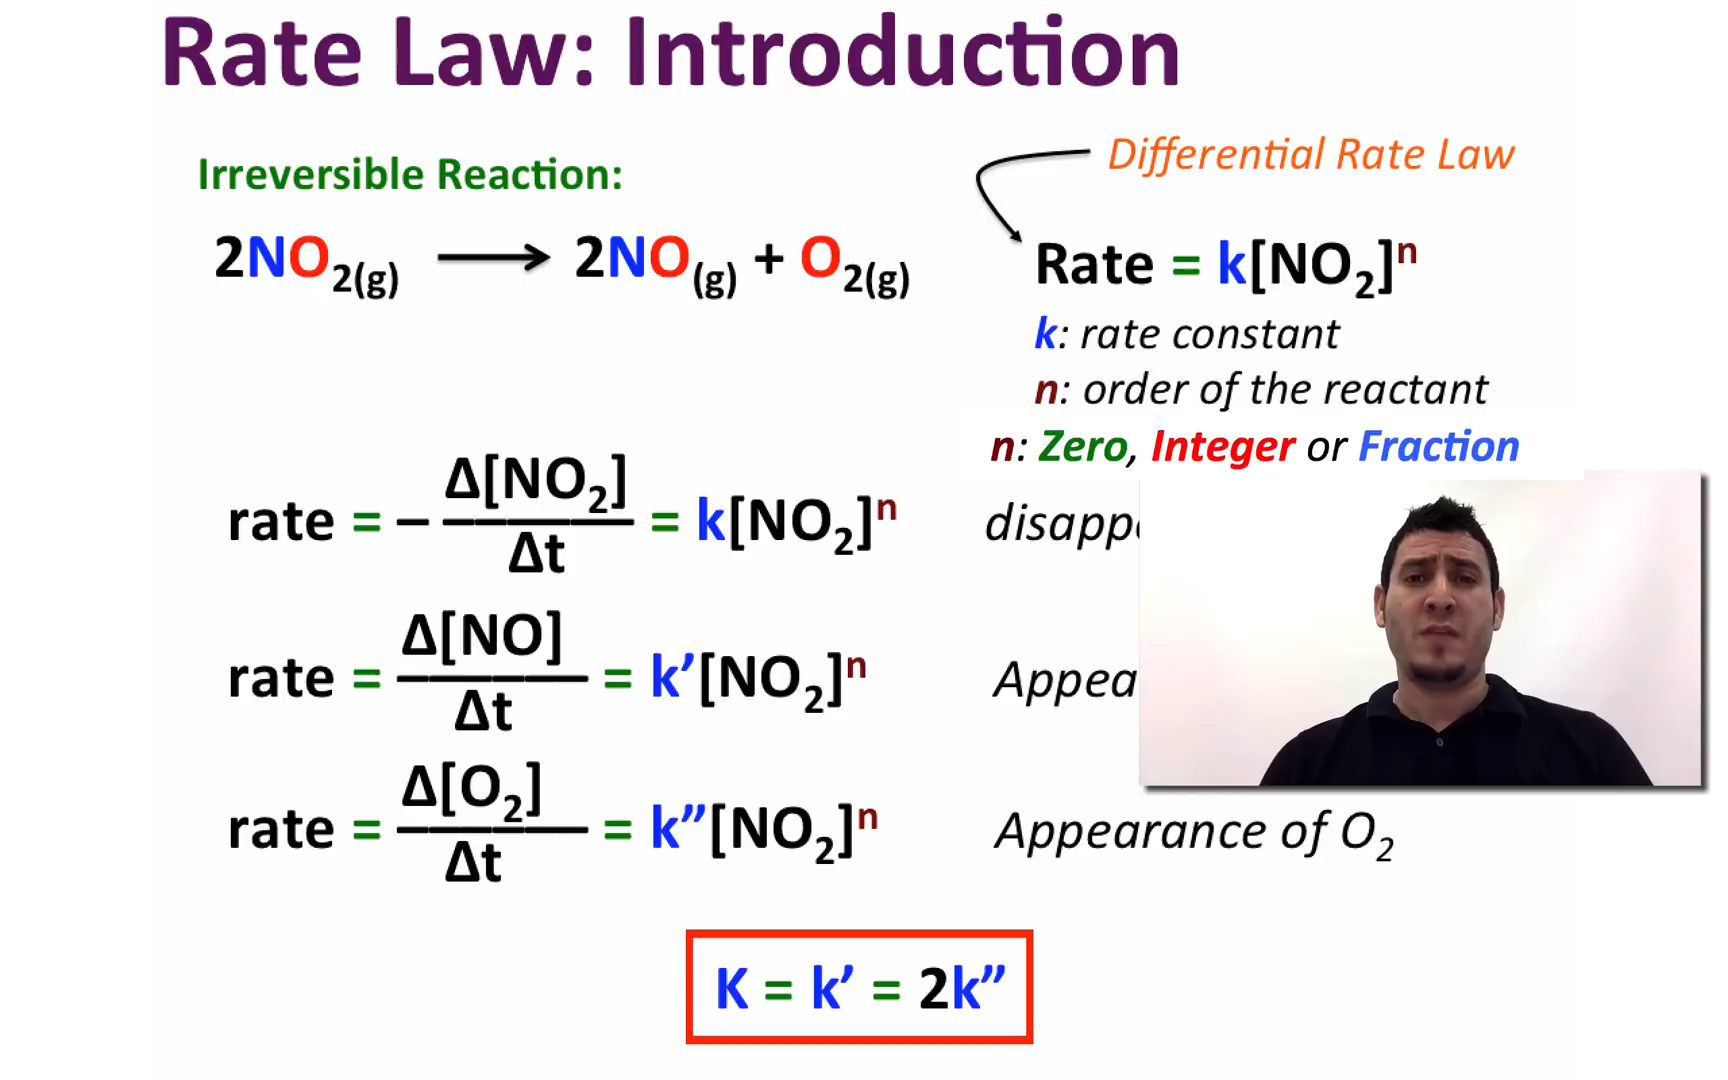 Rate Law: Introduction
Differential Rate Law
Irreversible Reaction:
2NO₂(g) ⟶ 2NO(g) + O₂(g)
Rate = k[NO₂]ⁿ
k: rate constant
n: order of the reactant
n: Zero, Integer or Fraction
rate = – Δ[NO₂]/Δt = k[NO₂]ⁿ
rate = Δ[NO]/Δt = k′[NO₂]ⁿ
rate = Δ[O₂]/Δt = k″[NO₂]ⁿ Appearance of O₂
K = k′ = 2k″